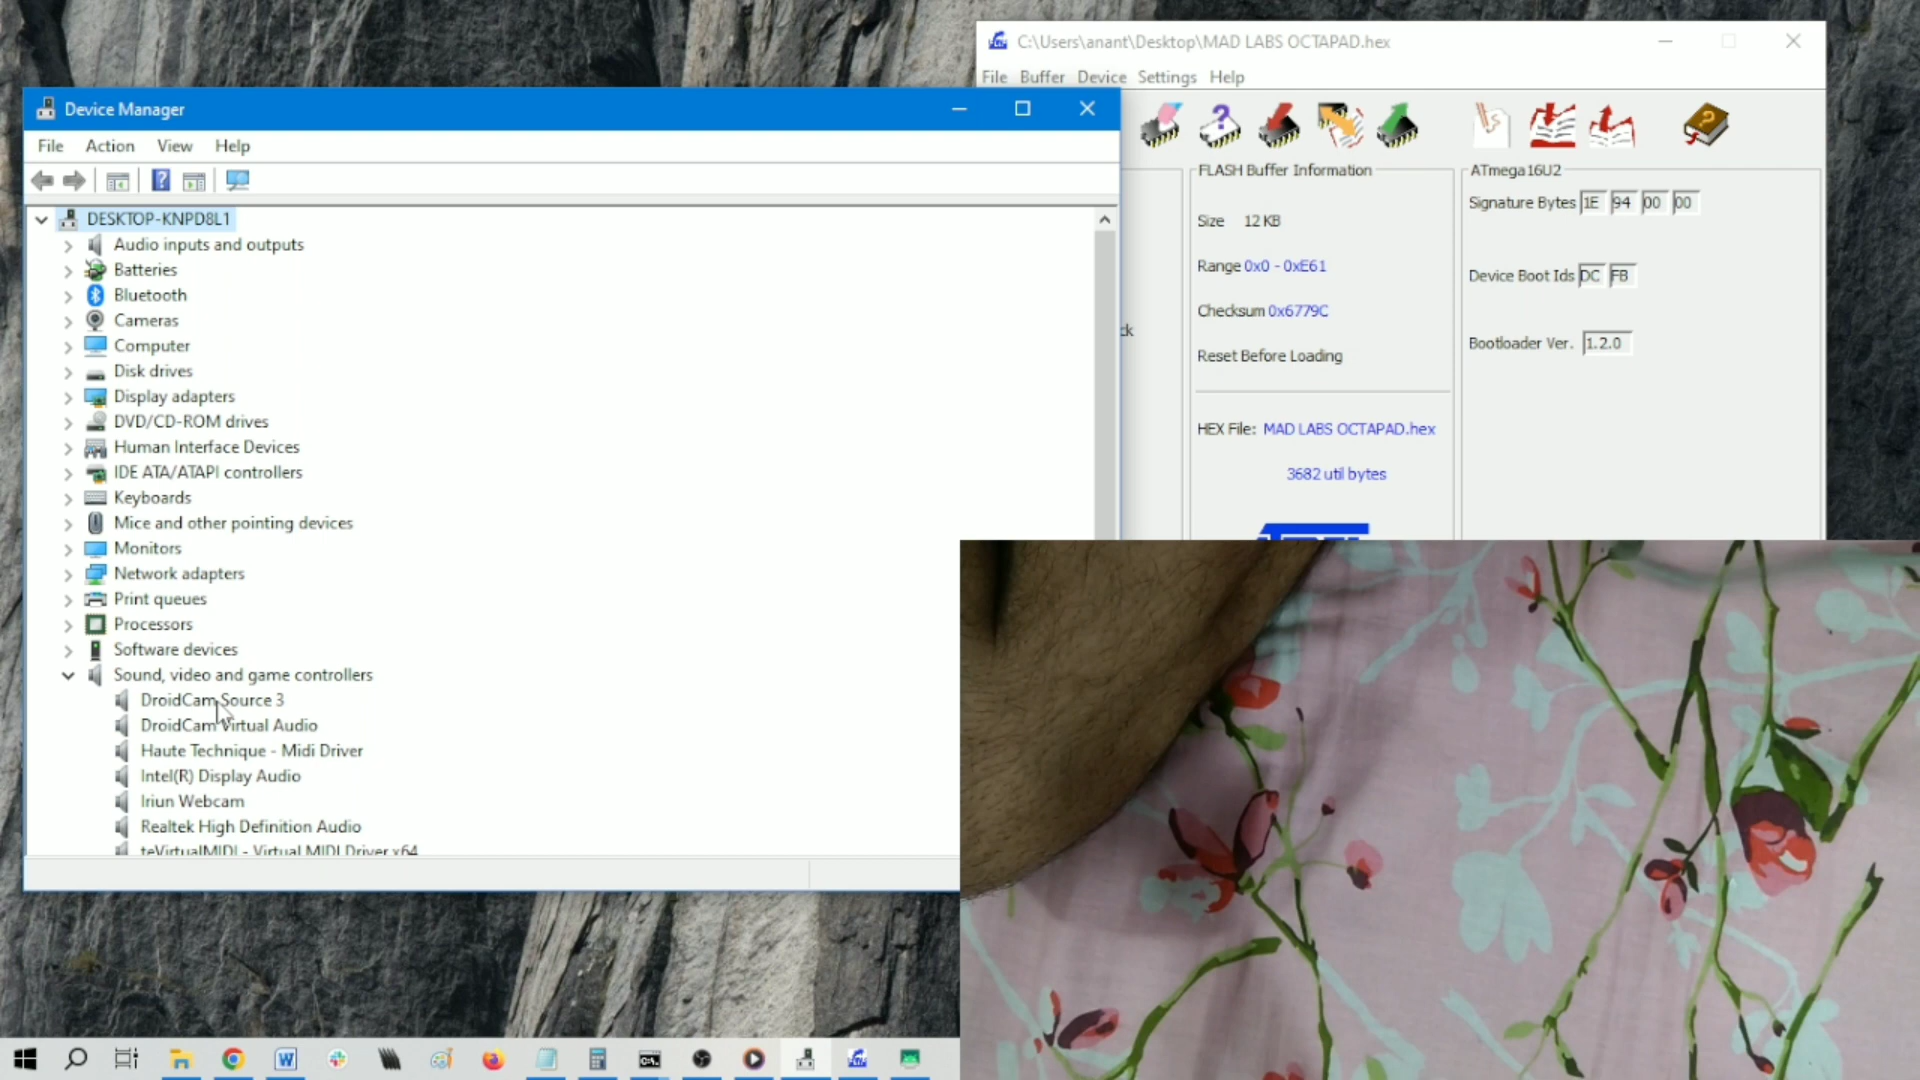 C:\Users\anant\Desktop\MAD LABS OCTAPAD.hex
File Buffer Device Settings Help
Device Manager
File Action View Help
DESKTOP-KNPD8L1
Audio inputs and outputs
Batteries
Bluetooth
Cameras
Computer
Disk drives
Display adapters
DVD/CD-ROM drives
Human Interface Devices
IDE ATA/ATAPI controllers
Keyboards
Mice and other pointing devices
Monitors
Network adapters
Print queues
Processors
Software devices
Sound, video and game controllers
DroidCam Source 3
DroidCam Virtual Audio
Haute Technique - Midi Driver
Intel(R) Display Audio
Iriun Webcam
Realtek High Definition Audio
teVirtualMIDI - Virtual MIDI Driver x64
ck
FLASH Buffer Information
Size 12 KB
Range 0x0 - 0xE61
Checksum 0x6779C
Reset Before Loading
HEX File: MAD LABS OCTAPAD.hex
3682 util bytes
ATmega16U2
Signature Bytes 1E 94 00 00
Device Boot Ids DC FB
Bootloader Ver. 1.2.0